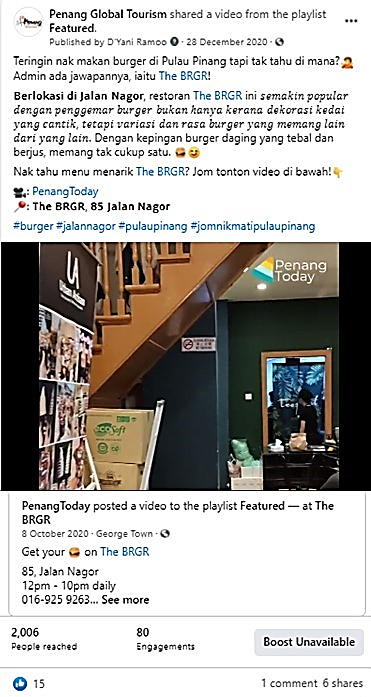 Penang Global Tourism shared a video from the playlist
Featured.
Published by D'Yani Rampo · 28 December 2020 ·
Teringin nak makan burger di Pulau Pinang tapi tak tahu di mana? 🤦
Admin ada jawapannya, iaitu The BRGR!
Berlokasi di Jalan Nagor, restoran The BRGR ini semakin popular
dengan penggemar burger bukan hanya kerana dekorasi kedai
yang cantik, tetapi variasi dan rasa burger yang memang lain
dari yang lain. Dengan kepingan burger daging yang tebal dan
berjus, memang tak cukup satu. 🍔🤣
Nak tahu menu menarik The BRGR? Jom tonton video di bawah!👇
🎥: PenangToday
📍: The BRGR, 85 Jalan Nagor
#burger #jalannagor #pulaupinang #jomnikmatipulaupinang
Penang
Today
UA
Urban Artisan
ecoSoft
PenangToday posted a video to the playlist Featured — at The
BRGR
8 October 2020 · George Town ·
Get your 🍔 on The BRGR
85, Jalan Nagor
12pm - 10pm daily
016-925 9263... See more
2,006
People reached
80
Engagements
Boost Unavailable
15
1 comment 6 shares